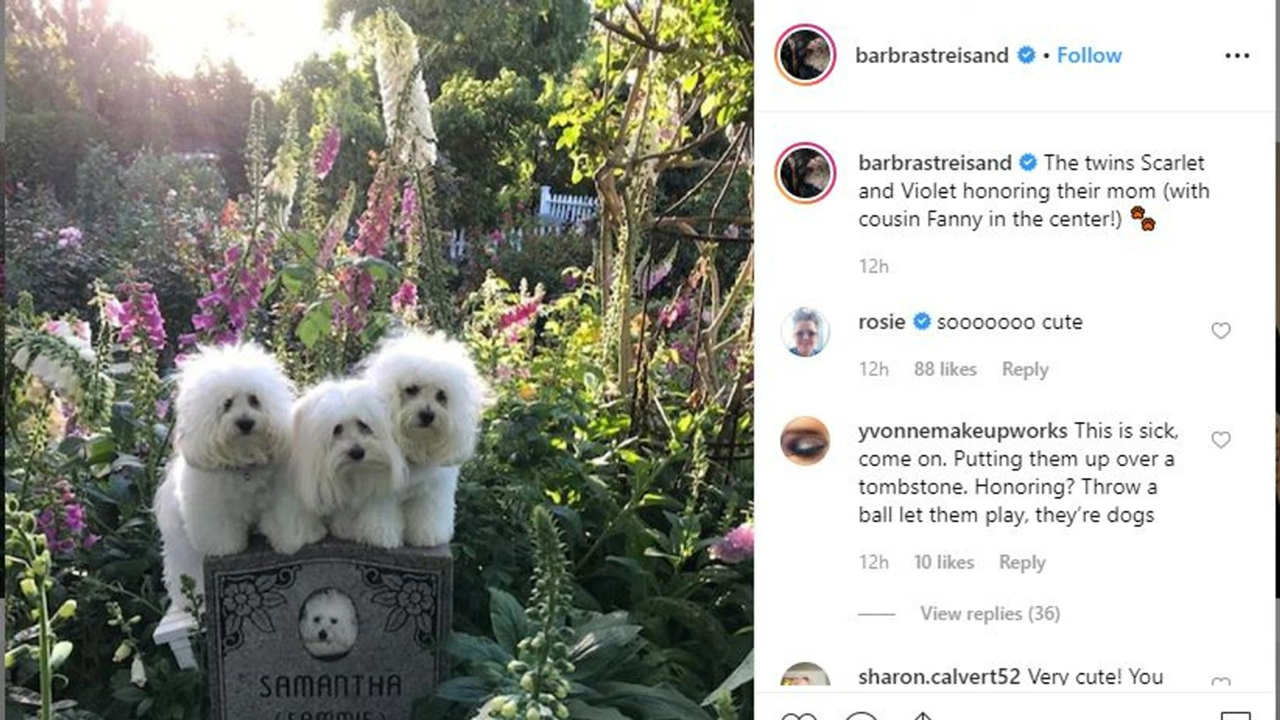 barbrastreisand • Follow
barbrastreisand The twins Scarlet
and Violet honoring their mom (with
cousin Fanny in the center!)
12h
rosie sooooooo cute
12h 88 likes Reply
yvonnemakeupworks This is sick,
come on. Putting them up over a
tombstone. Honoring? Throw a
ball let them play, they're dogs
12h 10 likes Reply
View replies (36)
sharon.calvert52 Very cute! You
SAMANTHA
(SAMMIE)